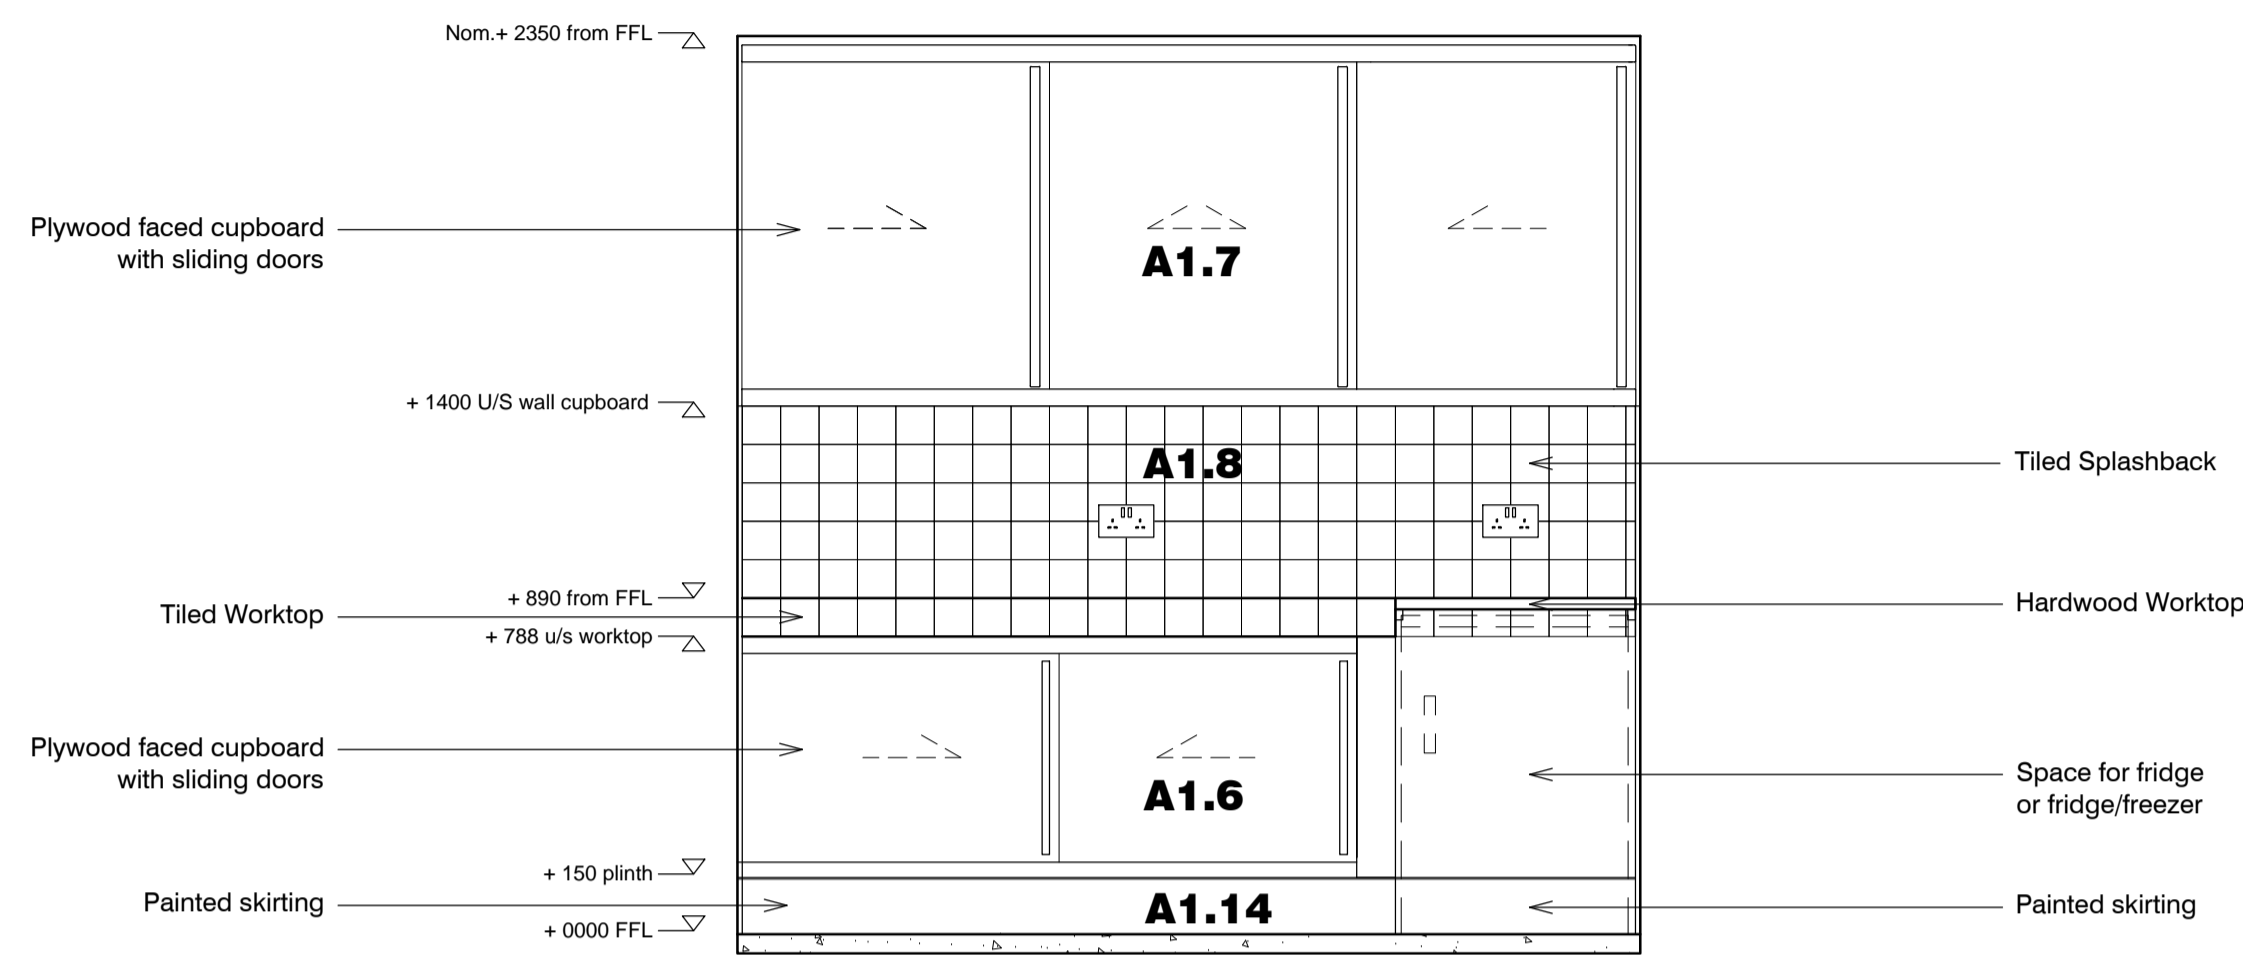 Nom.+ 2350 from FFL
Plywood faced cupboard
with sliding doors
A1.7
+ 1400 U/S wall cupboard
A1.8
Tiled Splashback
+ 890 from FFL
Tiled Worktop
Hardwood Worktop
+ 788 u/s worktop
Plywood faced cupboard
with sliding doors
A1.6
Space for fridge
or fridge/freezer
+ 150 plinth
Painted skirting
A1.14
Painted skirting
+ 0000 FFL